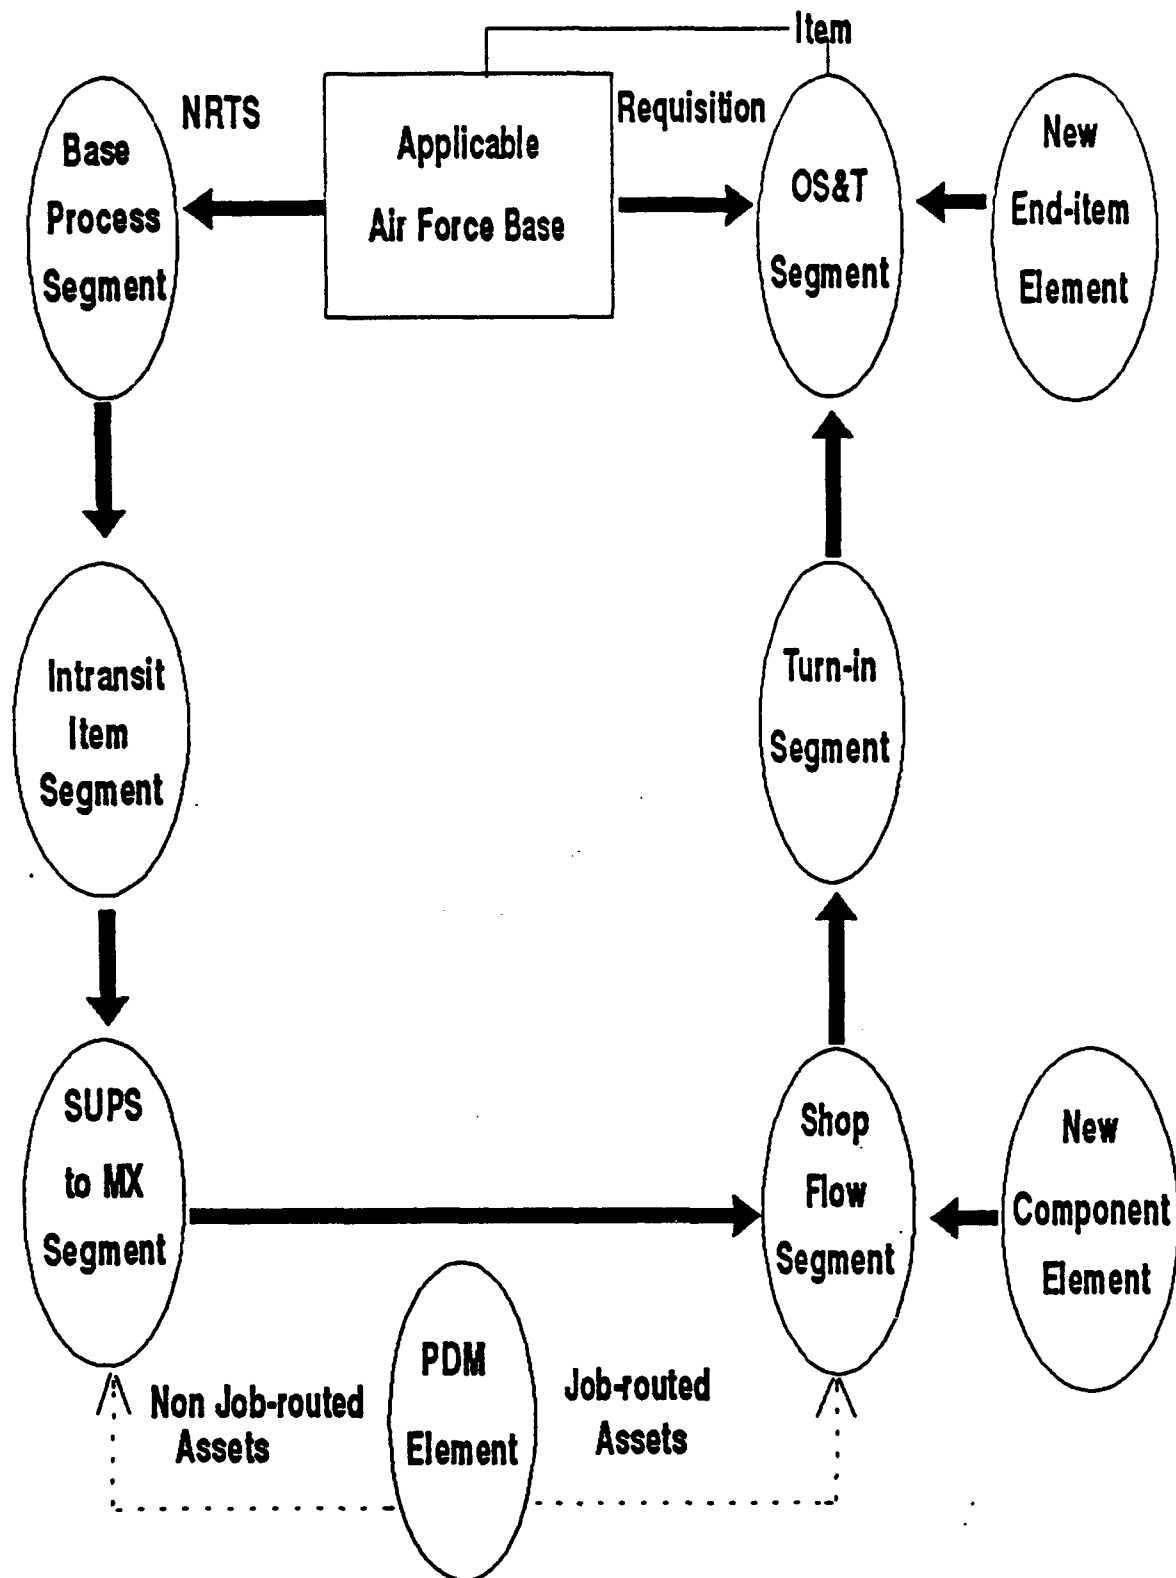 Item
NRTS
Requisition
Base
Process
Segment
Applicable
Air Force Base
OS&T
Segment
New
End-item
Element
Intransit
Item
Segment
Turn-in
Segment
SUPS
to MX
Segment
Shop
Flow
Segment
New
Component
Element
PDM
Element
Non Job-routed
Assets
Job-routed
Assets